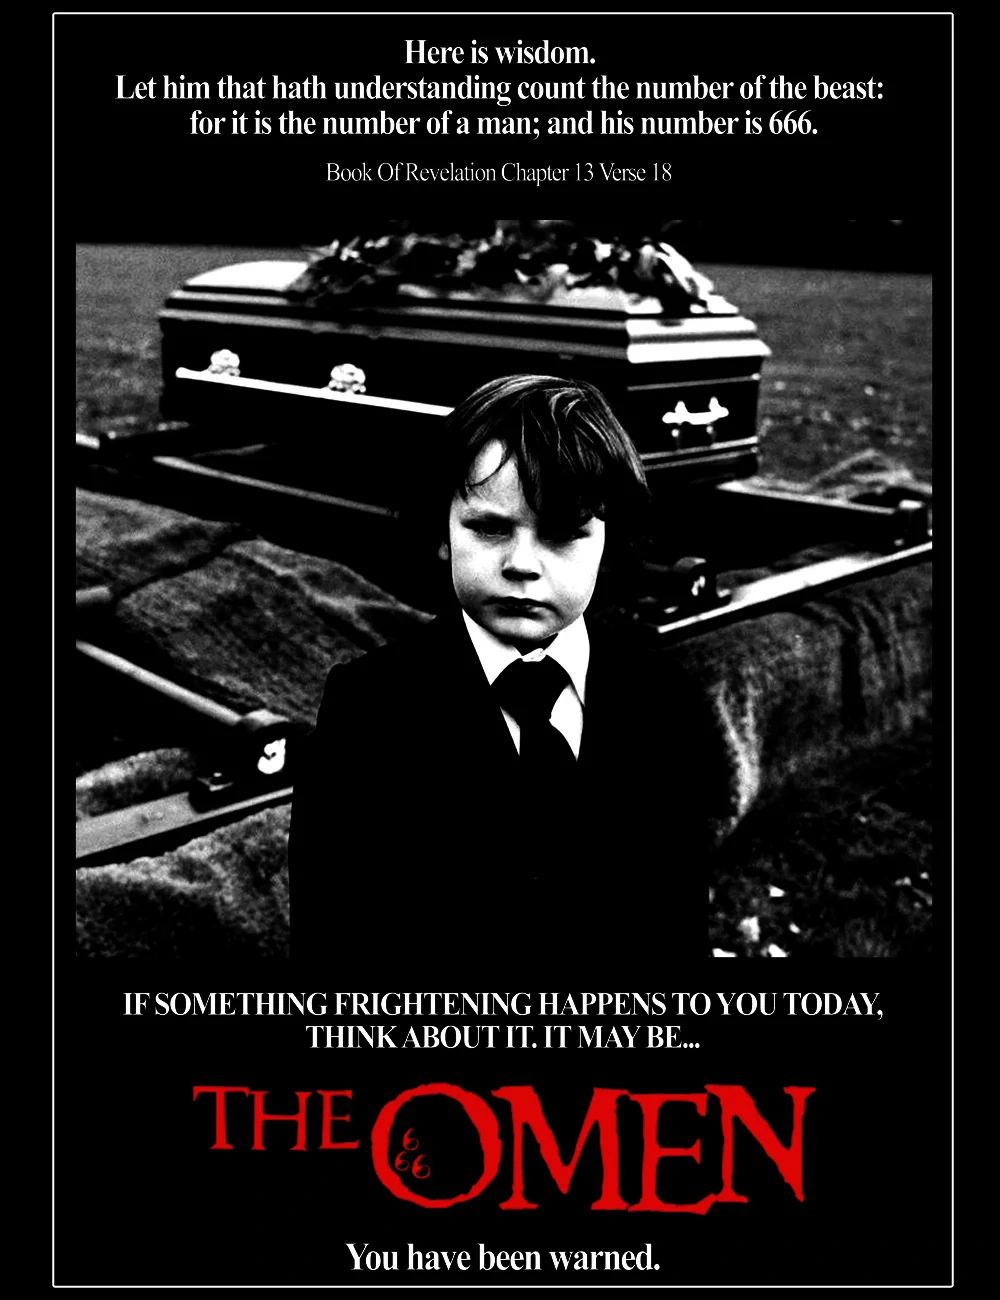 Here is wisdom.
Let him that hath understanding count the number of the beast:
for it is the number of a man; and his number is 666.
Book Of Revelation Chapter 13 Verse 18
IF SOMETHING FRIGHTENING HAPPENS TO YOU TODAY,
THINK ABOUT IT. IT MAY BE...
THE OMEN
666
You have been warned.